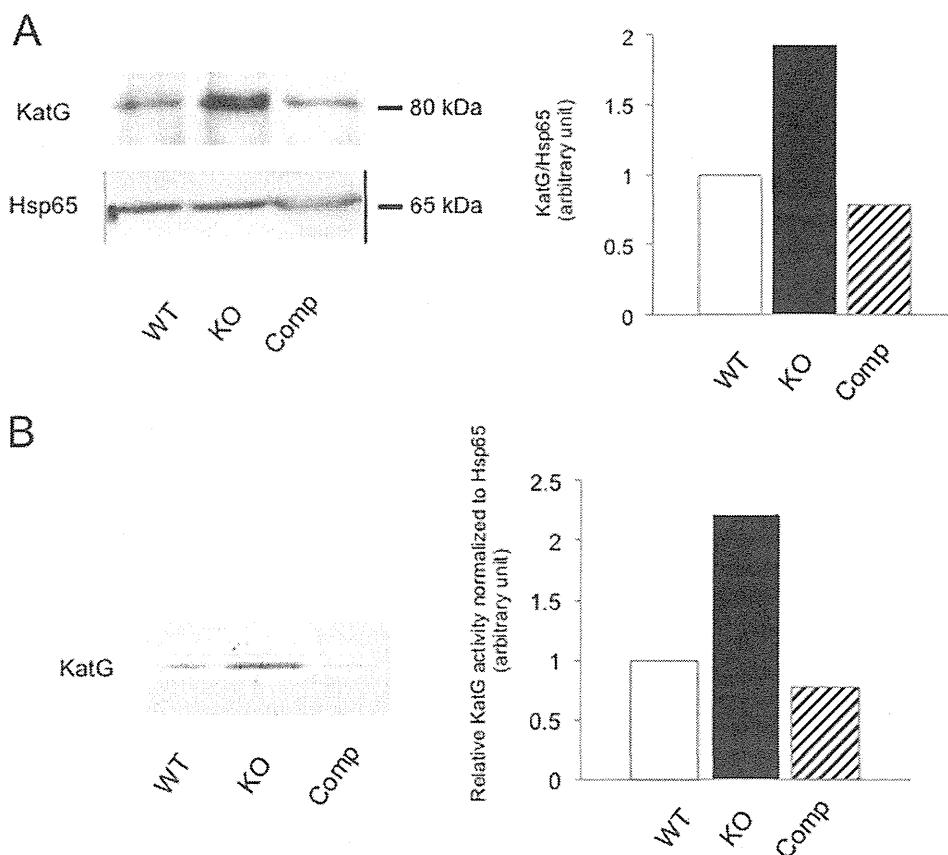 A
KatG
80 kDa
Hsp65
65 kDa
WT
KO
Comp
KatG/Hsp65
(arbitrary unit)
2
1.5
1
0.5
0
WT
KO
Comp
B
KatG
WT
KO
Comp
Relative KatG activity normalized to Hsp65
(arbitrary unit)
2.5
2
1.5
1
0.5
0
WT
KO
Comp